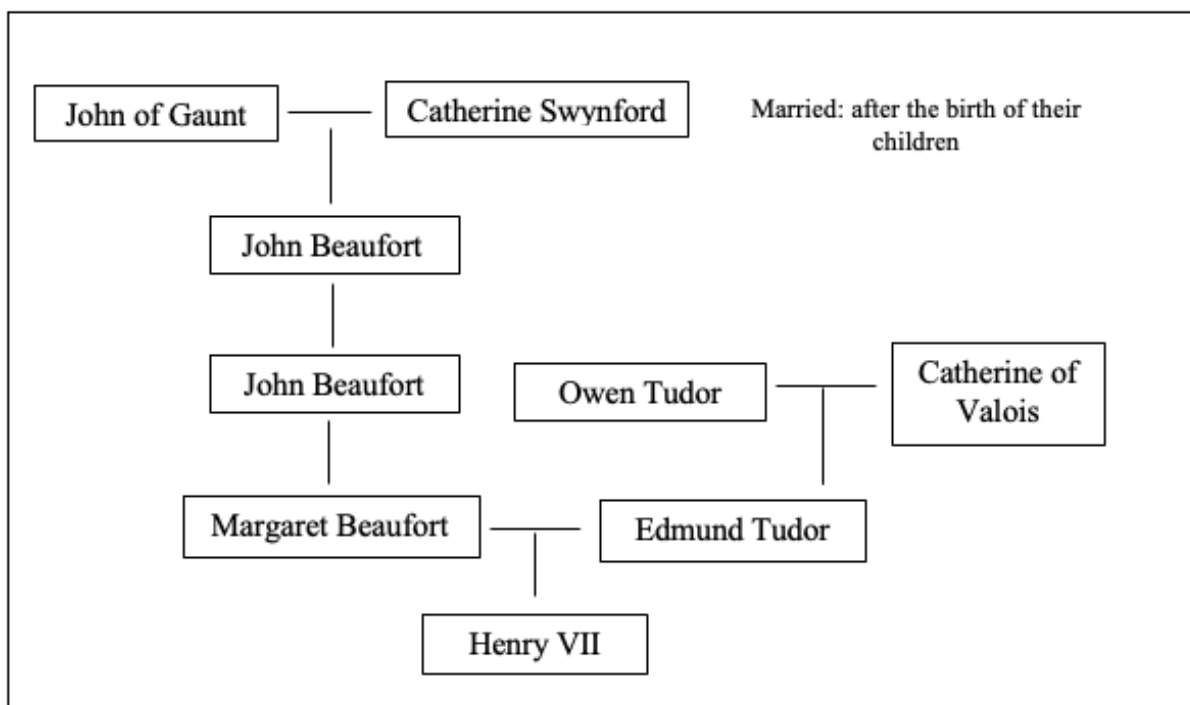 John of Gaunt
Catherine Swynford
Married: after the birth of their
children
John Beaufort
John Beaufort
Owen Tudor
Catherine of
Valois
Margaret Beaufort
Edmund Tudor
Henry VII